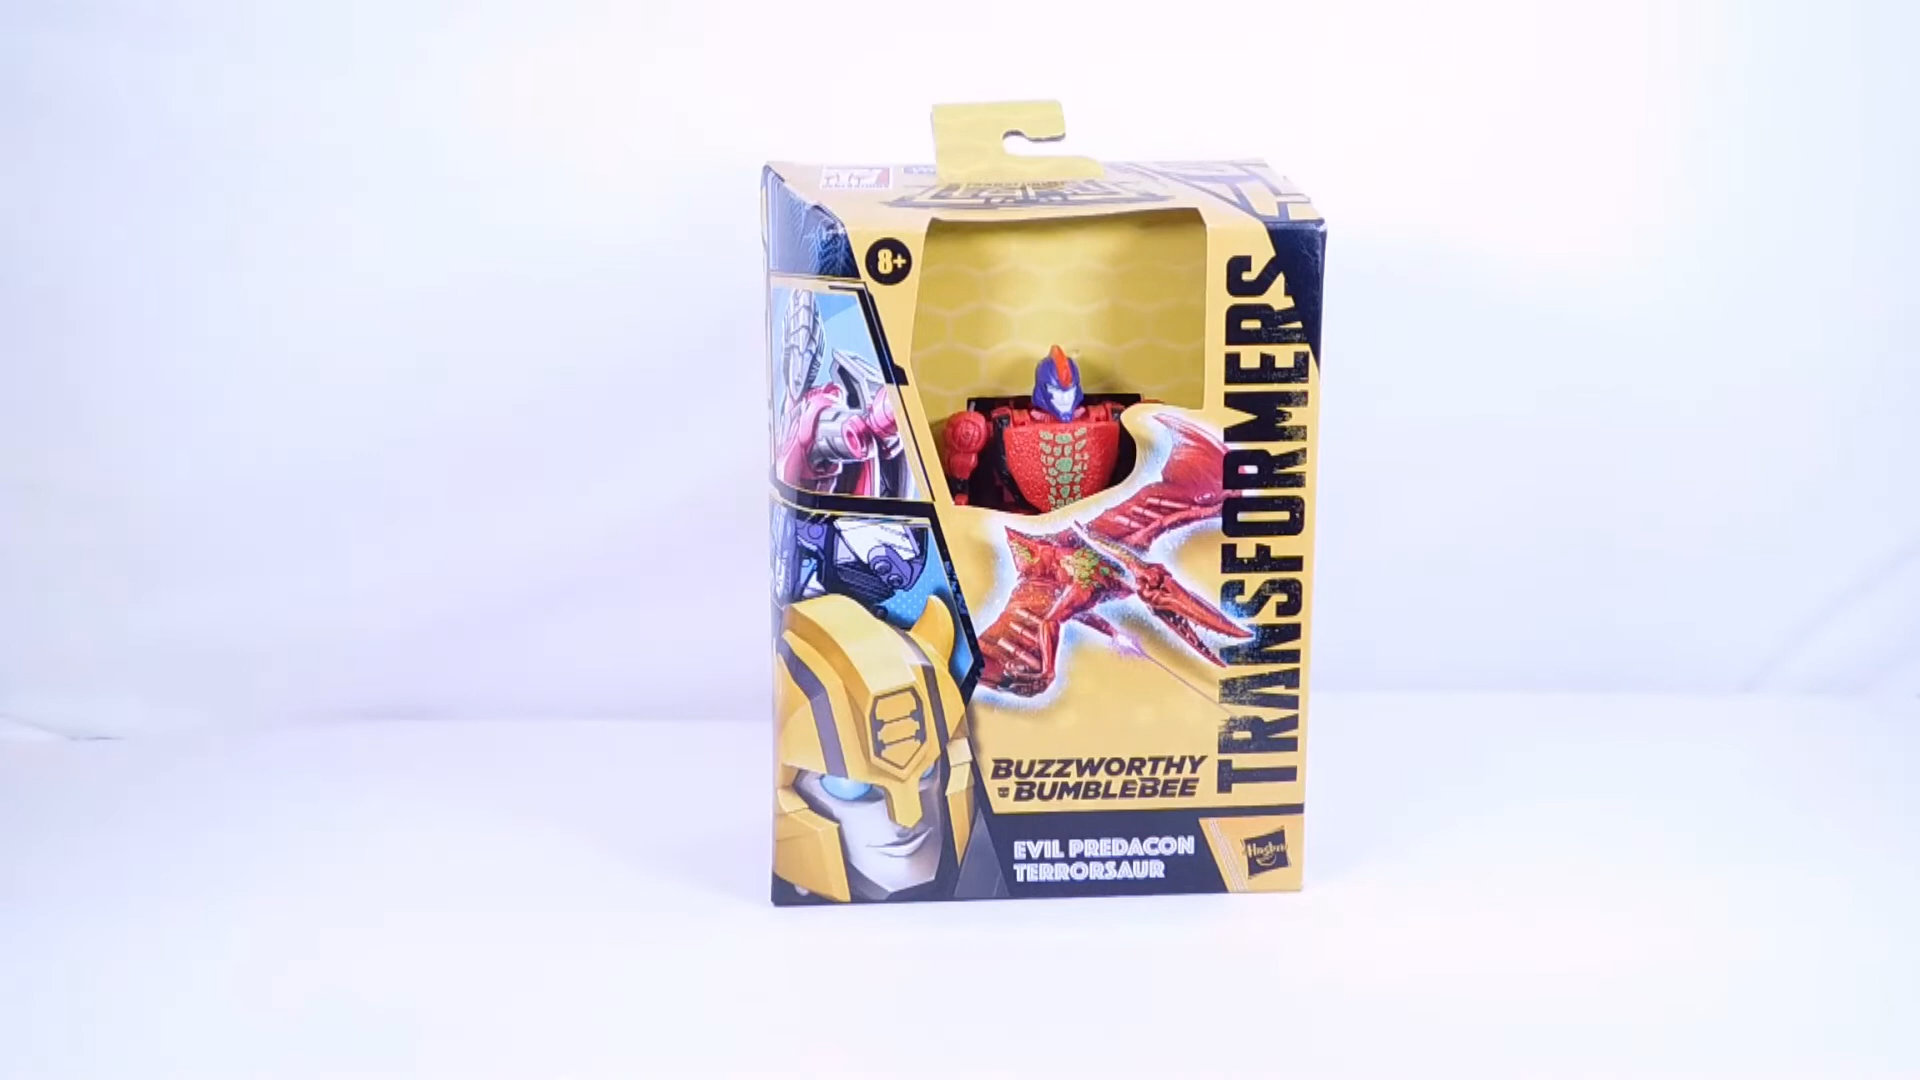 8+
TRANSFORMERS
BUZZWORTHY
BUMBLEBEE
EVIL PREDACON
TERRORSAUR
Hasbro